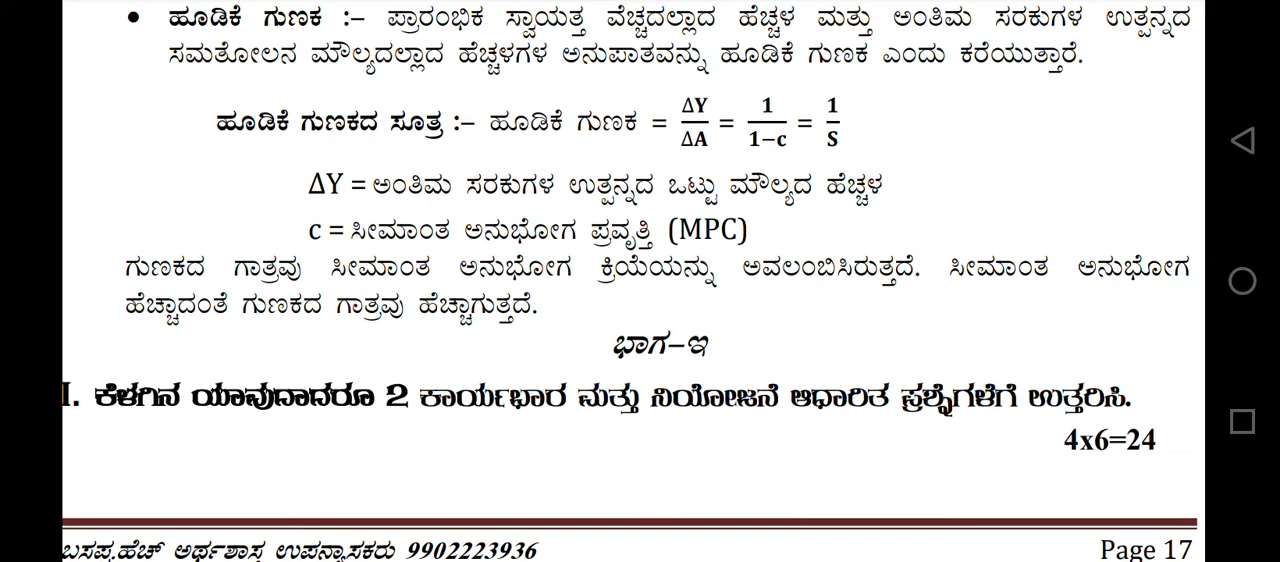 • ಹೂಡಿಕೆ ಗುಣಕ :– ಪ್ರಾರಂಭಿಕ ಸ್ವಾಯತ್ತ ವೆಚ್ಚದಲ್ಲಾದ ಹೆಚ್ಚಳ ಮತ್ತು ಅಂತಿಮ ಸರಕುಗಳ ಉತ್ಪನ್ನದ
ಸಮತೋಲನ ಮೌಲ್ಯದಲ್ಲಾದ ಹೆಚ್ಚಳಗಳ ಅನುಪಾತವನ್ನು ಹೂಡಿಕೆ ಗುಣಕ ಎಂದು ಕರೆಯುತ್ತಾರೆ.
ಹೂಡಿಕೆ ಗುಣಕದ ಸೂತ್ರ :– ಹೂಡಿಕೆ ಗುಣಕ = ΔY/ΔA = 1/1−c = 1/S
ΔY = ಅಂತಿಮ ಸರಕುಗಳ ಉತ್ಪನ್ನದ ಒಟ್ಟು ಮೌಲ್ಯದ ಹೆಚ್ಚಳ
c = ಸೀಮಾಂತ ಅನುಭೋಗ ಪ್ರವೃತ್ತಿ (MPC)
ಗುಣಕದ ಗಾತ್ರವು ಸೀಮಾಂತ ಅನುಭೋಗ ಕ್ರಿಯೆಯನ್ನು ಅವಲಂಬಿಸಿರುತ್ತದೆ. ಸೀಮಾಂತ ಅನುಭೋಗ
ಹೆಚ್ಚಾದಂತೆ ಗುಣಕದ ಗಾತ್ರವು ಹೆಚ್ಚಾಗುತ್ತದೆ.
ಭಾಗ–ಇ
I. ಕೆಳಗಿನ ಯಾವುದಾದರೂ 2 ಕಾರ್ಯಭಾರ ಮತ್ತು ನಿಯೋಜನೆ ಆಧಾರಿತ ಪ್ರಶ್ನೆಗಳಿಗೆ ಉತ್ತರಿಸಿ.
4x6=24
ಬಸಪ್ಪ.ಹೆಚ್ ಅರ್ಥಶಾಸ್ತ್ರ ಉಪನ್ಯಾಸಕರು 9902223936
Page 17